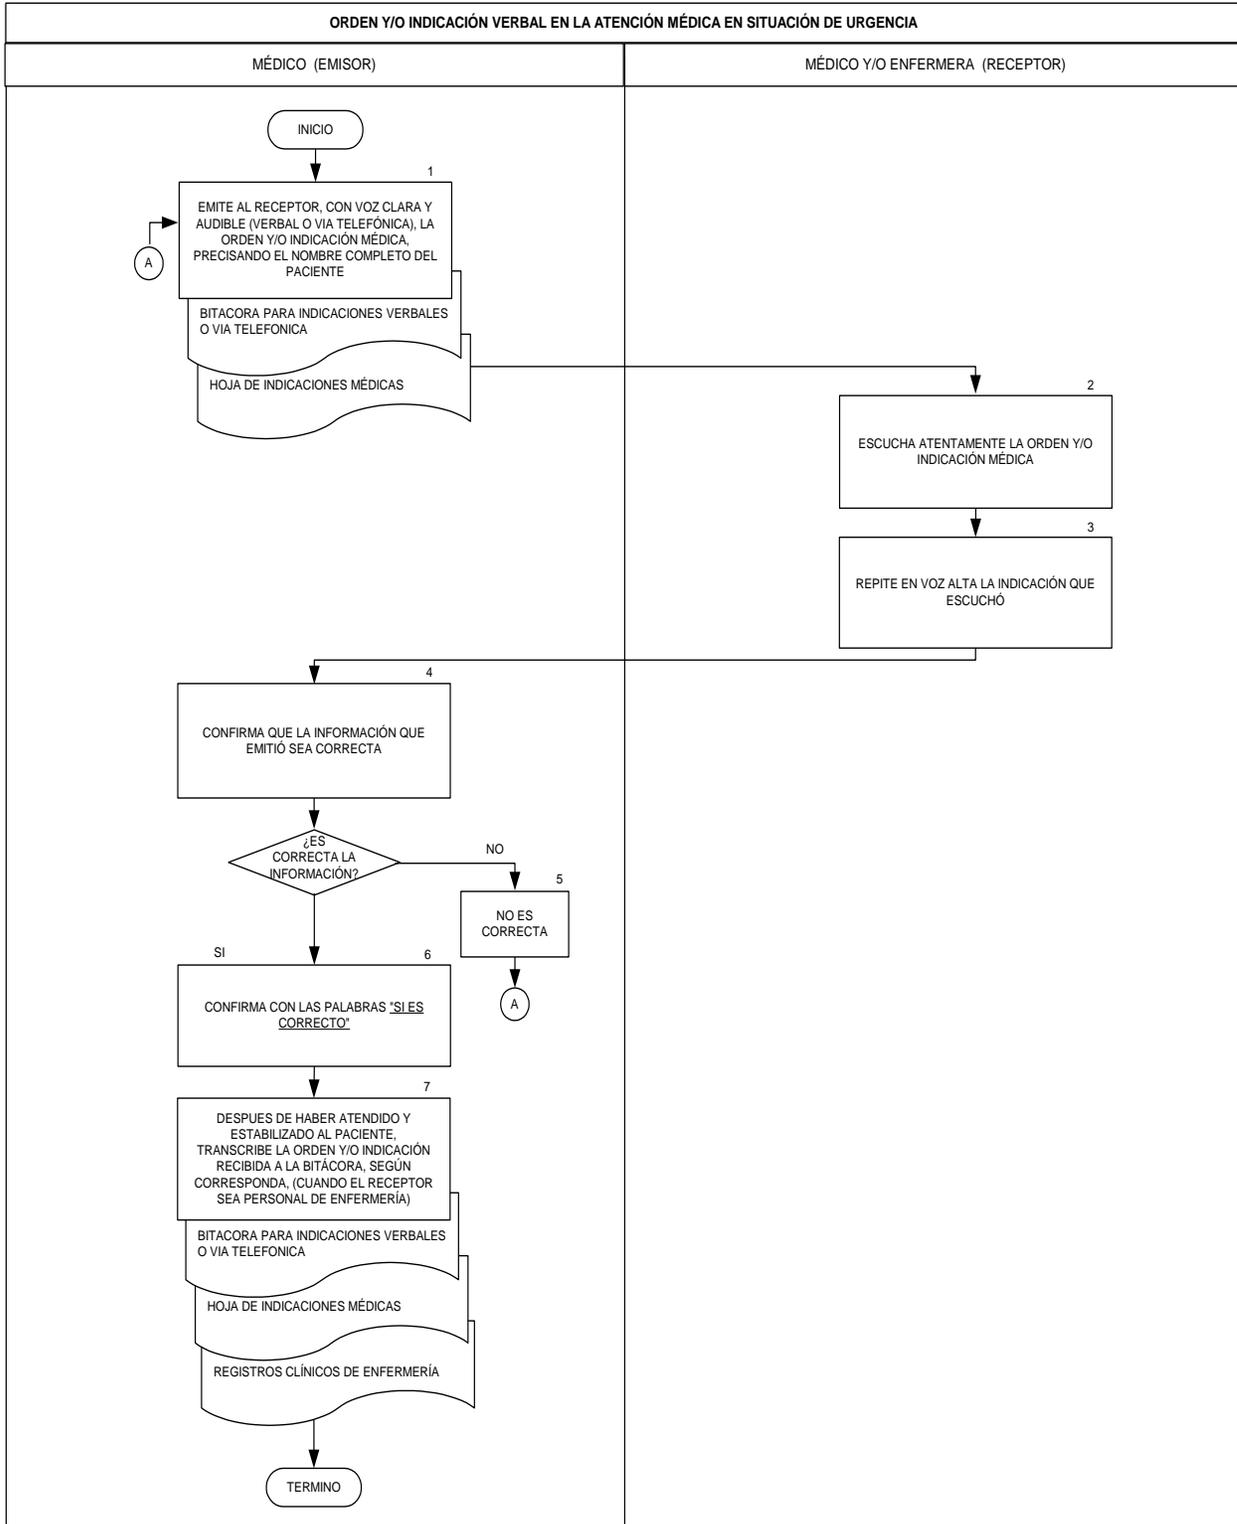 ORDEN Y/O INDICACIÓN VERBAL EN LA ATENCIÓN MÉDICA EN SITUACIÓN DE URGENCIA
MÉDICO (EMISOR)
MÉDICO Y/O ENFERMERA (RECEPTOR)
INICIO
1
EMITE AL RECEPTOR, CON VOZ CLARA Y
AUDIBLE (VERBAL O VIA TELEFÓNICA), LA
ORDEN Y/O INDICACIÓN MÉDICA,
PRECISANDO EL NOMBRE COMPLETO DEL
PACIENTE
A
BITACORA PARA INDICACIONES VERBALES
O VIA TELEFONICA
HOJA DE INDICACIONES MÉDICAS
2
ESCUCHA ATENTAMENTE LA ORDEN Y/O
INDICACIÓN MÉDICA
3
REPITE EN VOZ ALTA LA INDICACIÓN QUE
ESCUCHÓ
4
CONFIRMA QUE LA INFORMACIÓN QUE
EMITIÓ SEA CORRECTA
¿ES
CORRECTA LA
INFORMACIÓN?
NO
5
NO ES
CORRECTA
A
SI
6
CONFIRMA CON LAS PALABRAS "SI ES
CORRECTO"
7
DESPUES DE HABER ATENDIDO Y
ESTABILIZADO AL PACIENTE,
TRANSCRIBE LA ORDEN Y/O INDICACIÓN
RECIBIDA A LA BITÁCORA, SEGÚN
CORRESPONDA, (CUANDO EL RECEPTOR
SEA PERSONAL DE ENFERMERÍA)
BITACORA PARA INDICACIONES VERBALES
O VIA TELEFONICA
HOJA DE INDICACIONES MÉDICAS
REGISTROS CLÍNICOS DE ENFERMERÍA
TERMINO